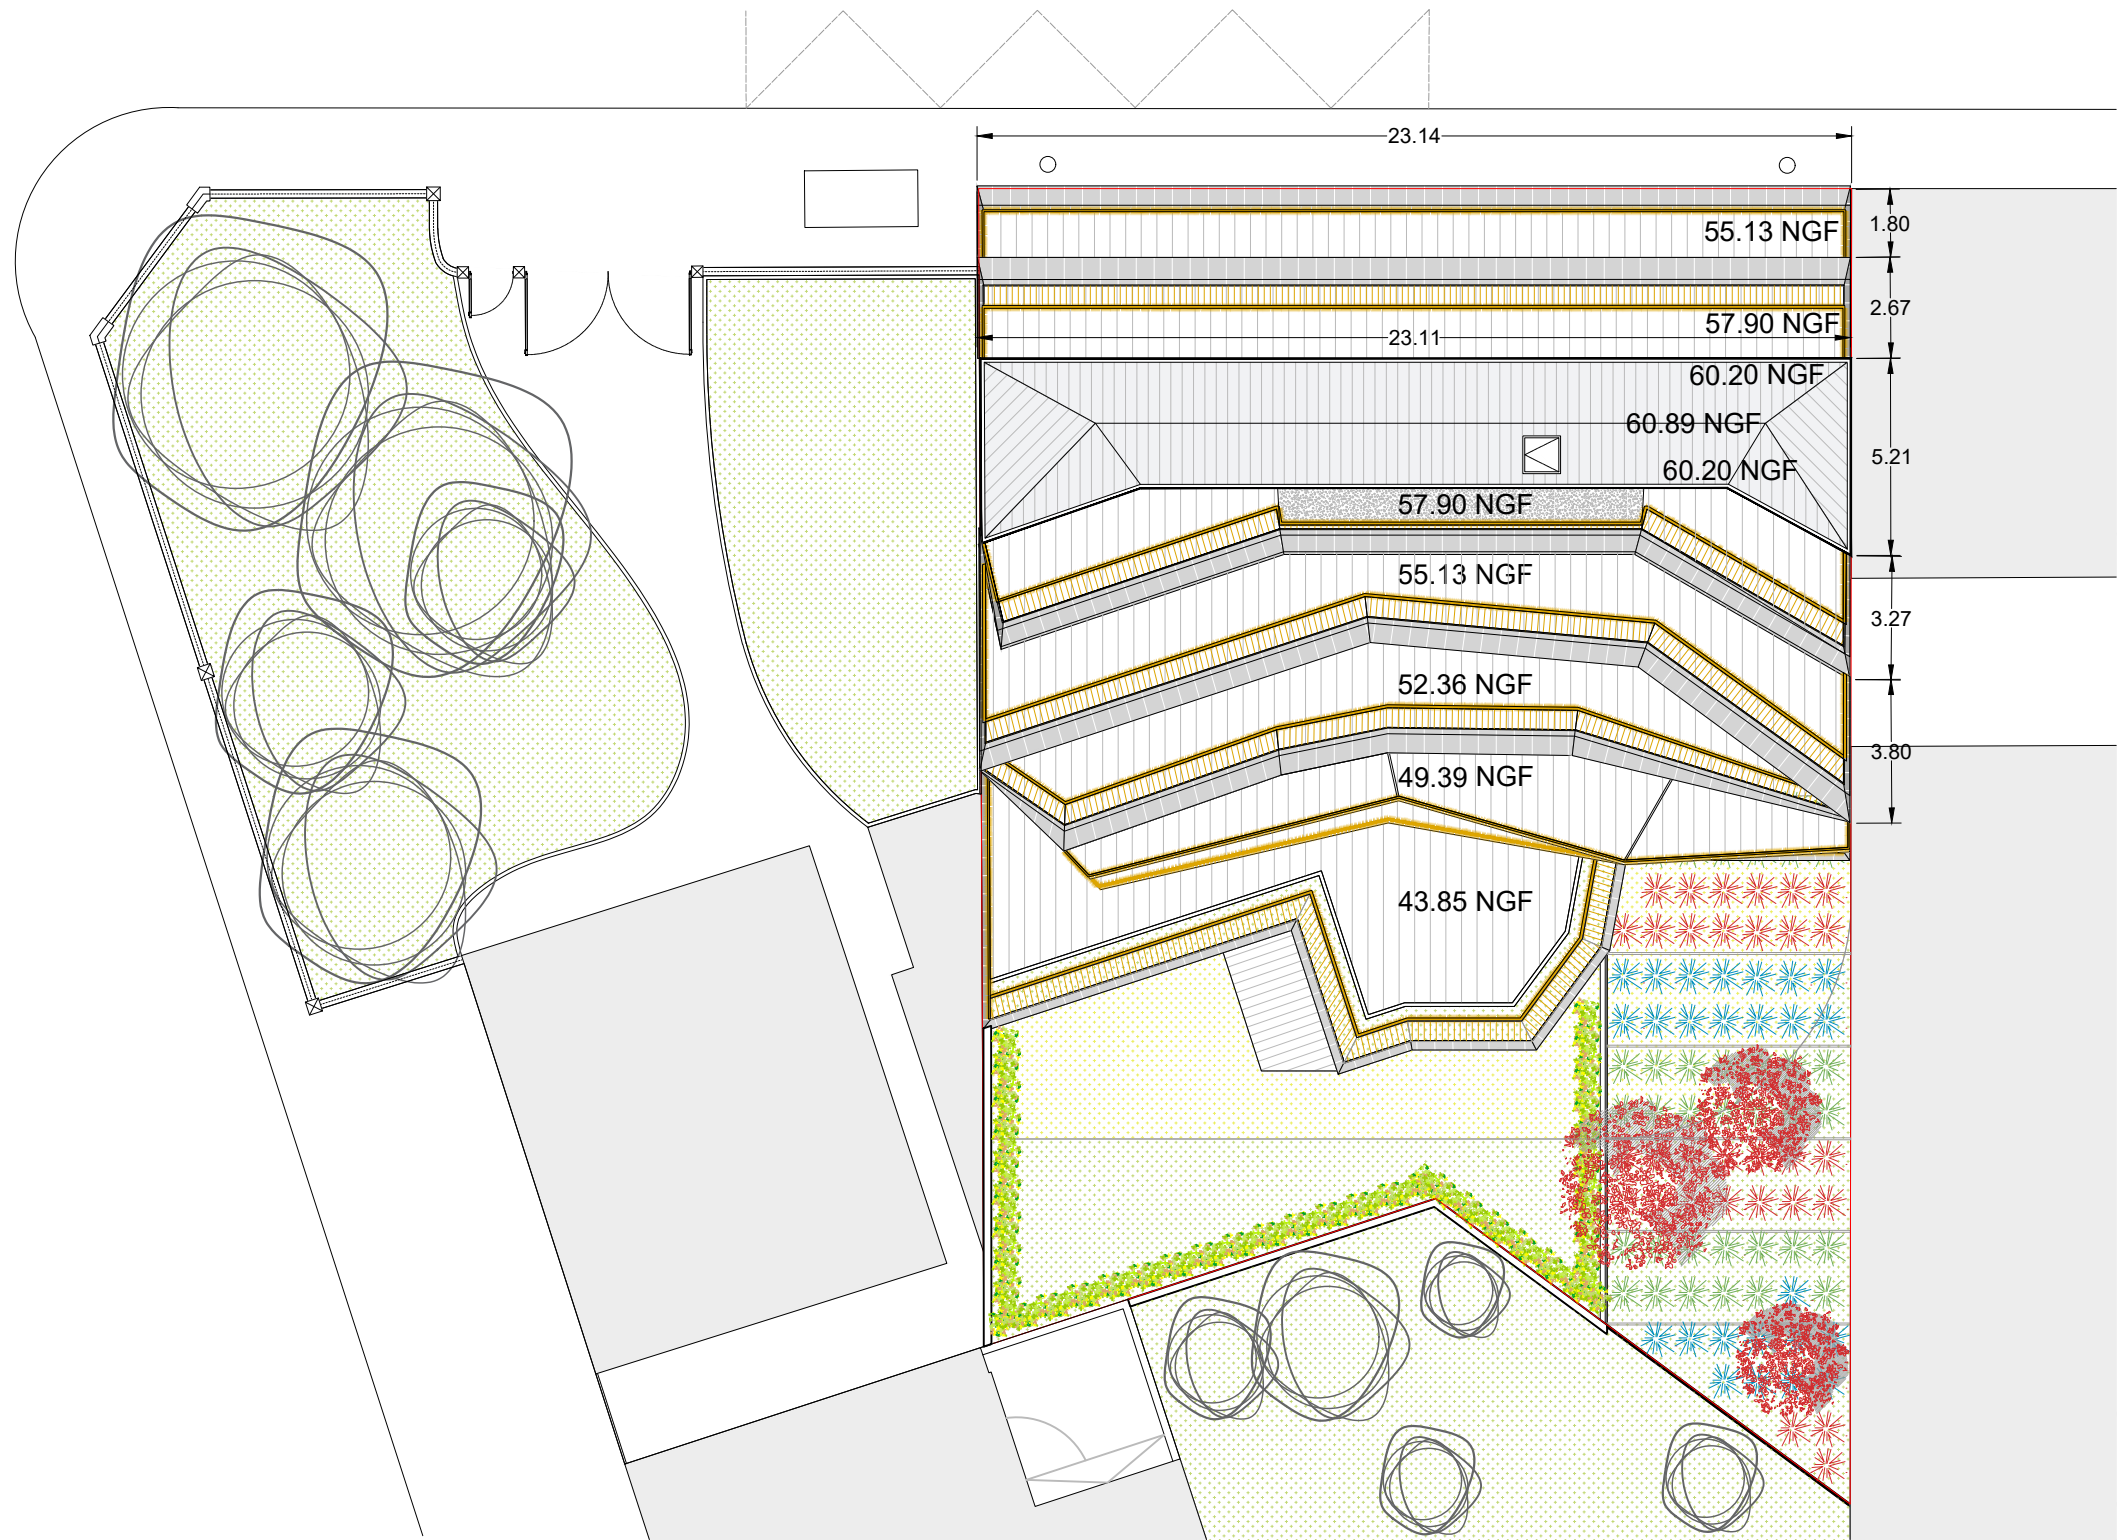 23.14
55.13 NGF
1.80
2.67
57.90 NGF
23.11
60.20 NGF
60.89 NGF
5.21
60.20 NGF
57.90 NGF
55.13 NGF
3.27
52.36 NGF
3.80
49.39 NGF
43.85 NGF